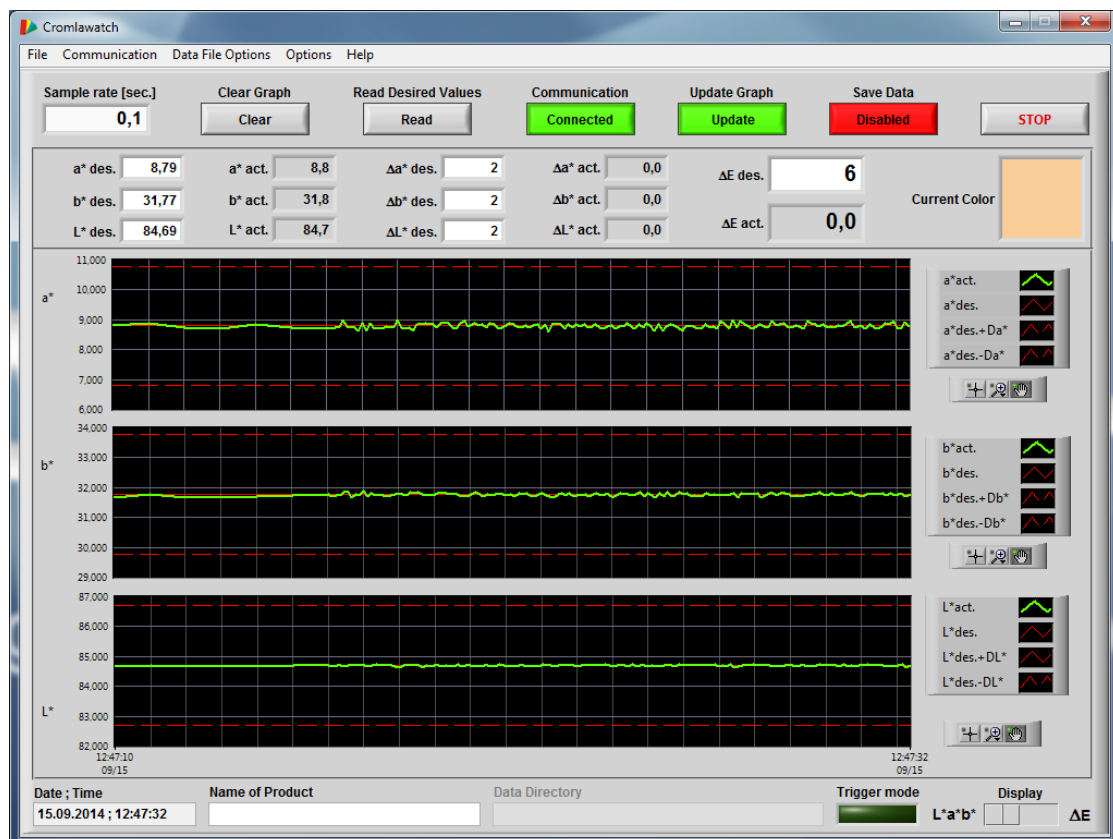 Cromlawatch
File Communication Data File Options Options Help
Sample rate [sec.] Clear Graph Read Desired Values Communication Update Graph Save Data
0,1 Clear Read Connected Update Disabled STOP
a* des. 8,79 a* act. 8,8 Δa* des. 2 Δa* act. 0,0 ΔE des. 6
b* des. 31,77 b* act. 31,8 Δb* des. 2 Δb* act. 0,0 Current Color
L* des. 84,69 L* act. 84,7 ΔL* des. 2 ΔL* act. 0,0 ΔE act. 0,0
11,000
a* 10,000
9,000
8,000
7,000
6,000
a*act.
a*des.
a*des.+Da*
a*des.-Da*
34,000
b* 33,000
32,000
31,000
30,000
29,000
b*act.
b*des.
b*des.+Db*
b*des.-Db*
87,000
86,000
85,000
84,000
83,000
L*
82,000
L*act.
L*des.
L*des.+DL*
L*des.-DL*
12:47:10 12:47:32
09/15 09/15
Date ; Time Name of Product Data Directory Trigger mode Display
15.09.2014 ; 12:47:32 L*a*b* ΔE